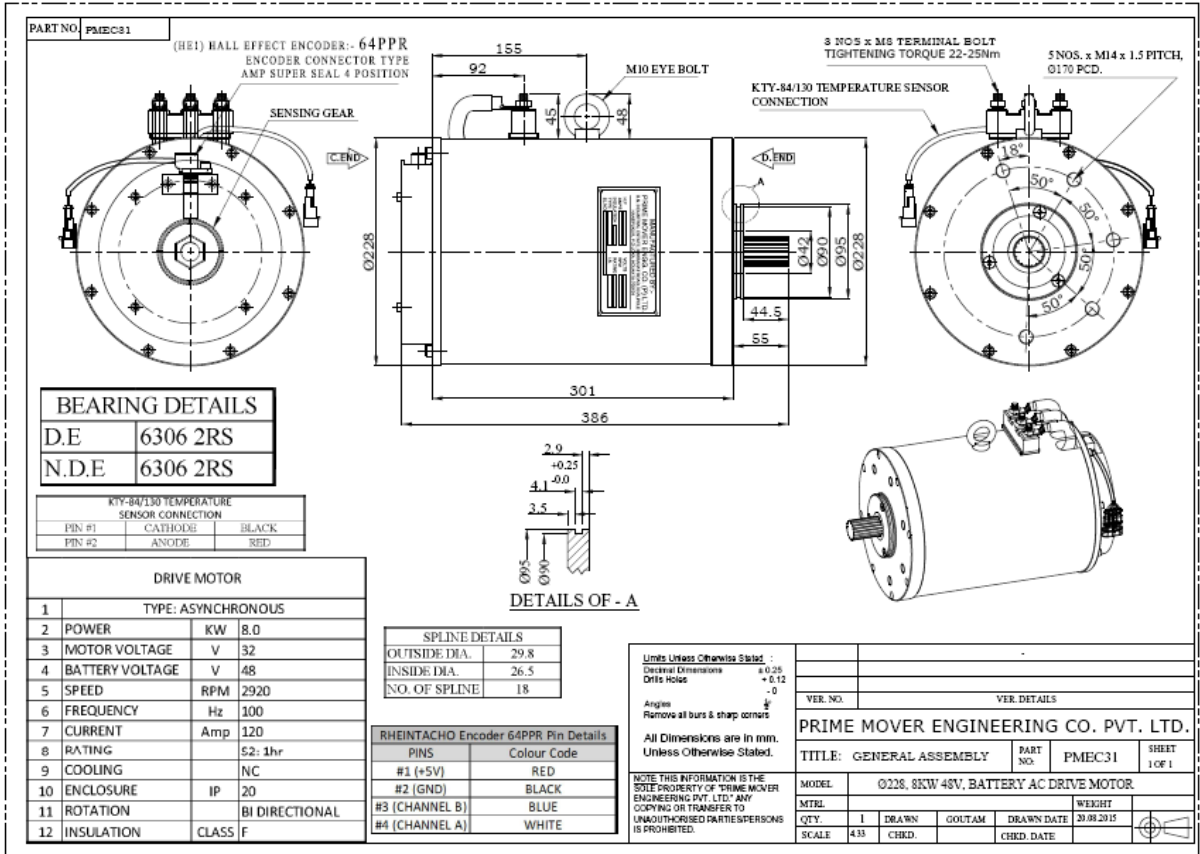 PART NO. PMEC31
(HE1) HALL EFFECT ENCODER:- 64PPR
ENCODER CONNECTOR TYPE
AMP SUPER SEAL 4 POSITION
SENSING GEAR
C.END
Ø228
155
92
45
48
M10 EYE BOLT
D.END
A
MANUFACTURED BY:-
PRIME MOVER ENGG. CO. (P) LTD.
Ø42
Ø90
Ø95
Ø228
44.5
55
301
386
3 NOS x M8 TERMINAL BOLT
TIGHTENING TORQUE 22-25Nm
5 NOS. x M14 x 1.5 PITCH,
Ø170 PCD.
KTY-84/130 TEMPERATURE SENSOR
CONNECTION
18°
50°
50°
50°
50°
BEARING DETAILS
D.E 6306 2RS
N.D.E 6306 2RS
KTY-84/130 TEMPERATURE
SENSOR CONNECTION
PIN #1 CATHODE BLACK
PIN #2 ANODE RED
2.9
+0.25
-0.0
4.1
3.5
Ø95
Ø90
DETAILS OF - A
DRIVE MOTOR
1 TYPE: ASYNCHRONOUS
2 POWER KW 8.0
3 MOTOR VOLTAGE V 32
4 BATTERY VOLTAGE V 48
5 SPEED RPM 2920
6 FREQUENCY Hz 100
7 CURRENT Amp 120
8 RATING S2: 1hr
9 COOLING NC
10 ENCLOSURE IP 20
11 ROTATION BI DIRECTIONAL
12 INSULATION CLASS F
SPLINE DETAILS
OUTSIDE DIA. 29.8
INSIDE DIA. 26.5
NO. OF SPLINE 18
RHEINTACHO Encoder 64PPR Pin Details
PINS Colour Code
#1 (+5V) RED
#2 (GND) BLACK
#3 (CHANNEL B) BLUE
#4 (CHANNEL A) WHITE
Limits Unless Otherwise Stated :
Decimal Dimensions ± 0.25
Drills Holes + 0.12
- 0
Angles
Remove all burs & sharp corners
All Dimensions are in mm.
Unless Otherwise Stated.
NOTE THIS INFORMATION IS THE
SOLE PROPERTY OF "PRIME MOVER
ENGINEERING PVT. LTD." ANY
COPYING OR TRANSFER TO
UNAUTHORISED PARTIES/PERSONS
IS PROHIBITED.
-
VER. NO. VER. DETAILS
PRIME MOVER ENGINEERING CO. PVT. LTD.
TITLE: GENERAL ASSEMBLY PART NO: PMEC31 SHEET 1 OF 1
MODEL Ø228, 8KW 48V, BATTERY AC DRIVE MOTOR
MTRL. WEIGHT
QTY. 1 DRAWN GOUTAM DRAWN DATE 20.08.2015
SCALE 4.33 CHKD. CHKD. DATE